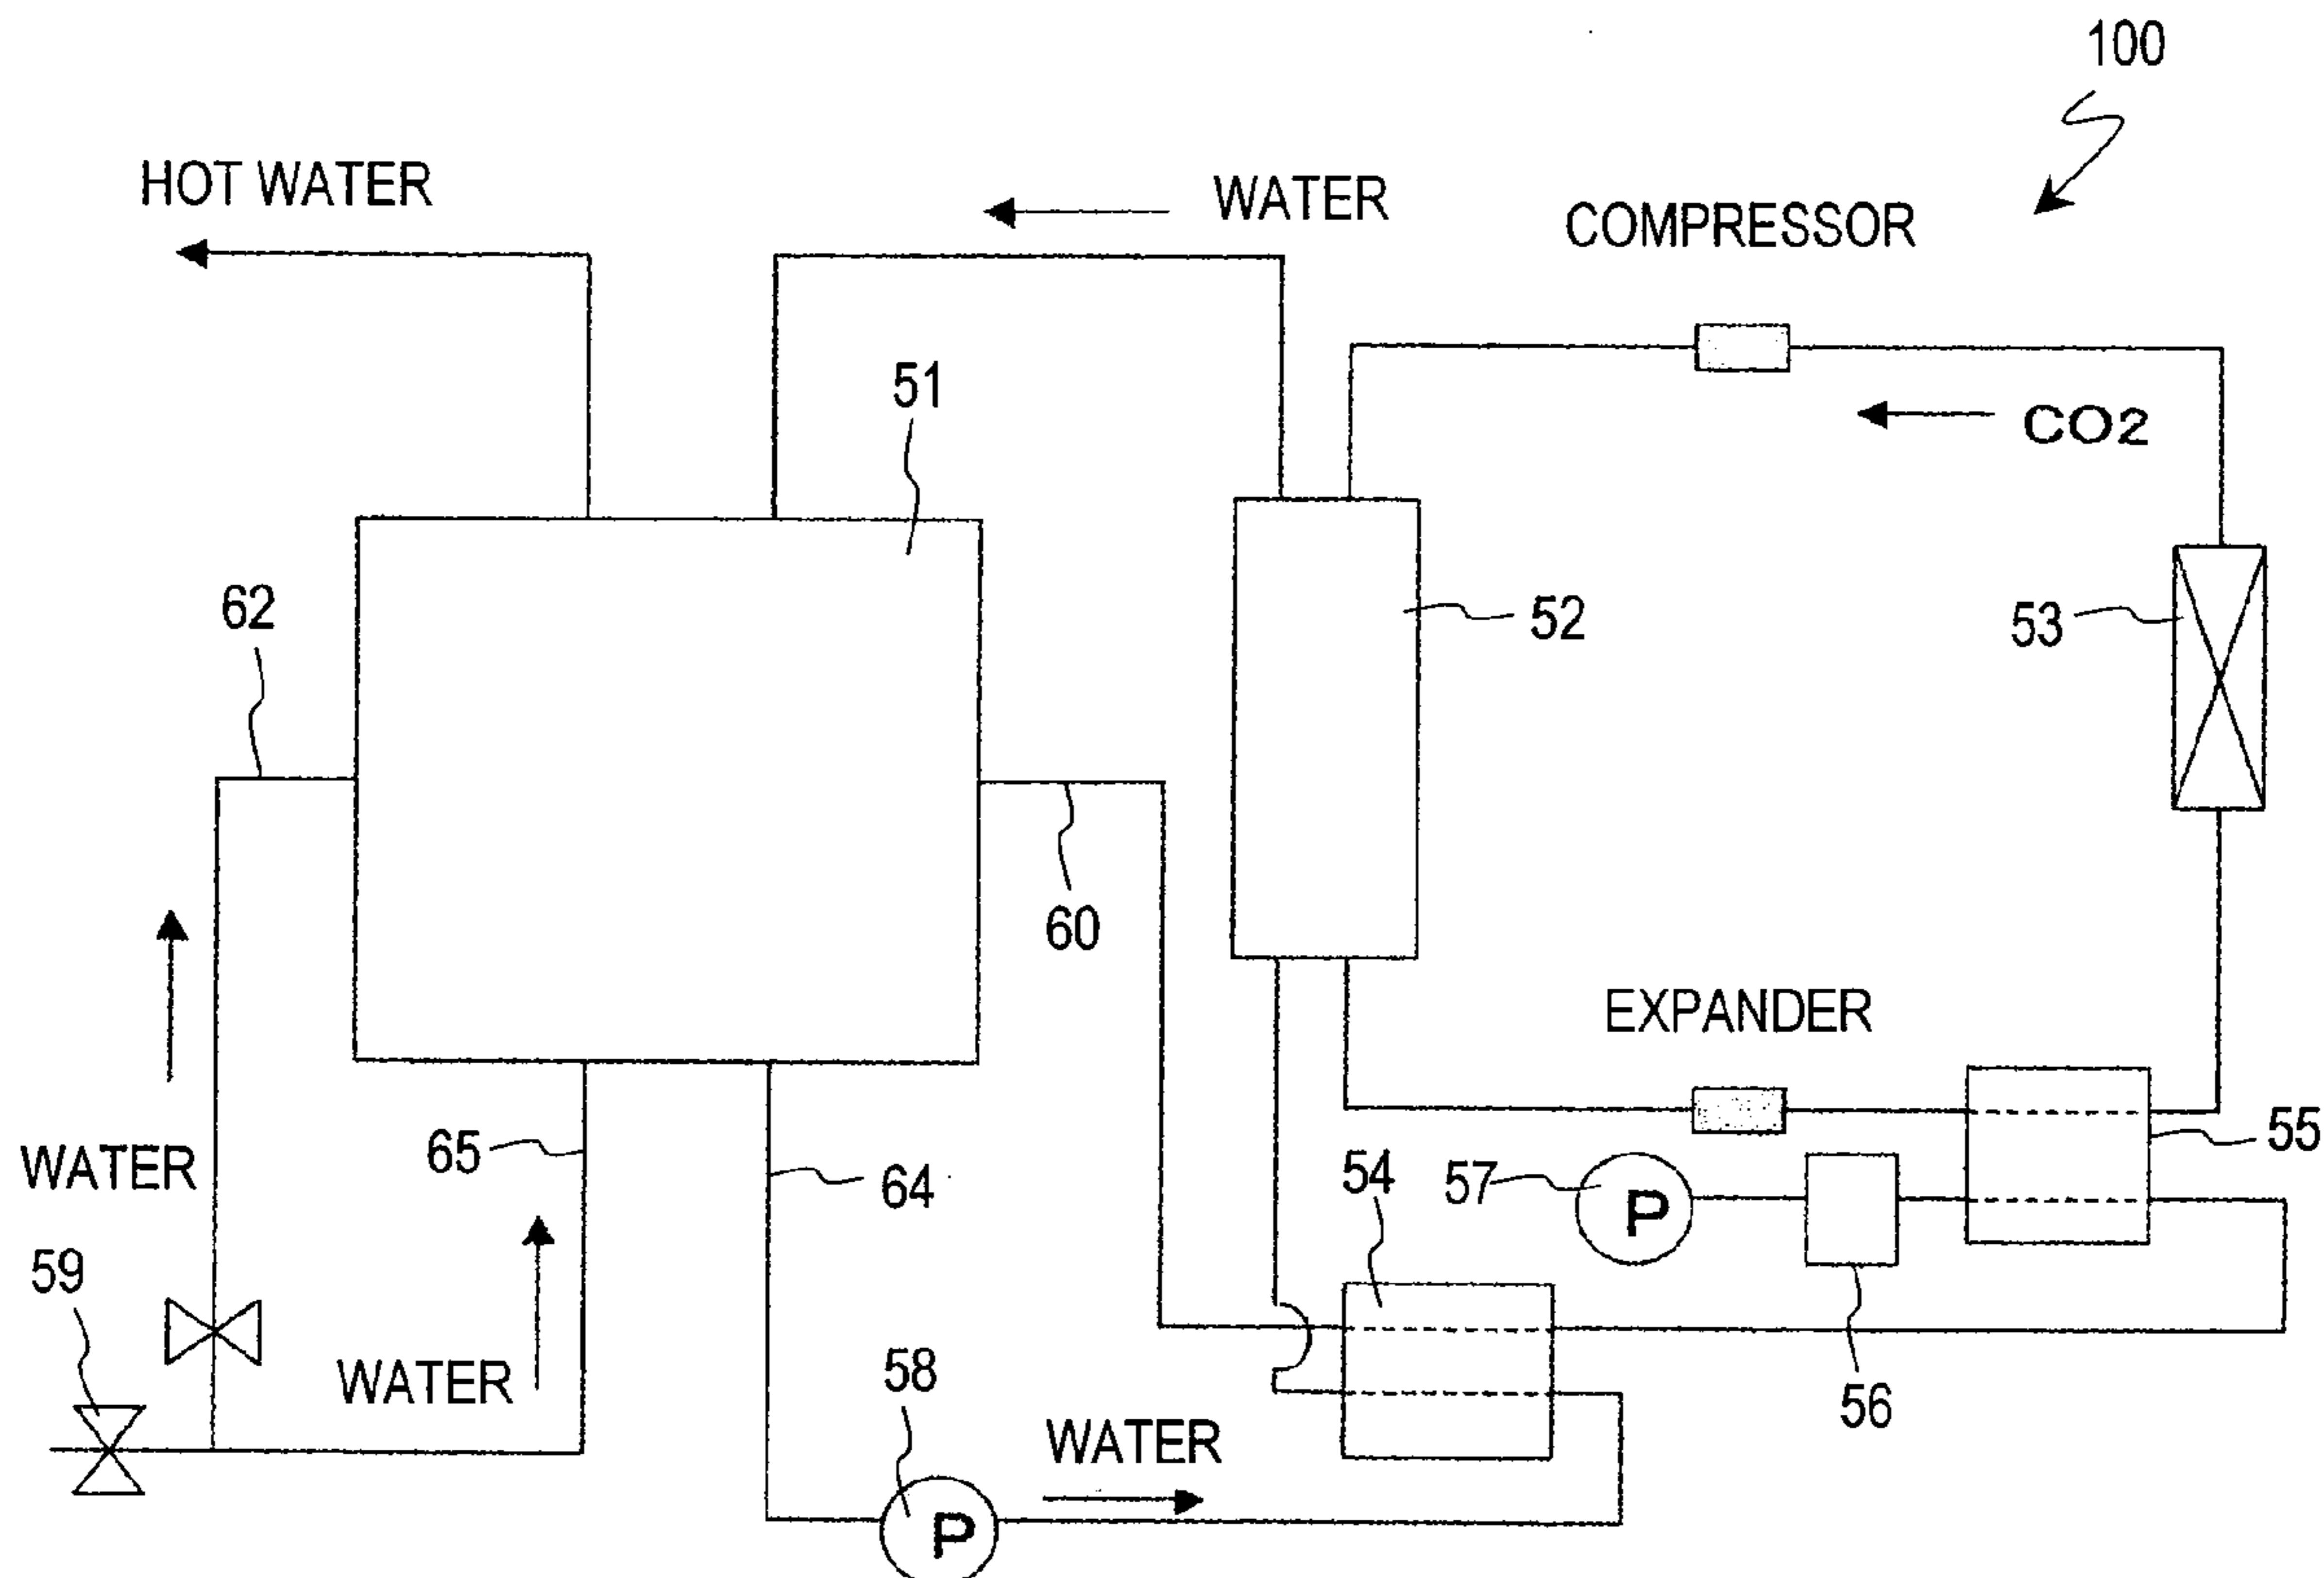 100
HOT WATER
WATER
COMPRESSOR
51
CO2
62
52
53
60
EXPANDER
65
WATER
64
54
57
P
55
59
WATER
58
56
WATER
P